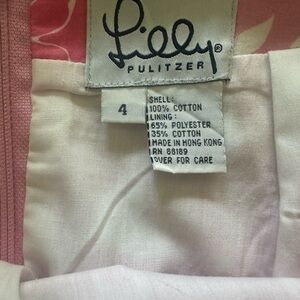 Lilly®
PULITZER
4
SHELL:
100% COTTON
LINING:
65% POLYESTER
35% COTTON
MADE IN HONG KONG
RN 88189
OVER FOR CARE